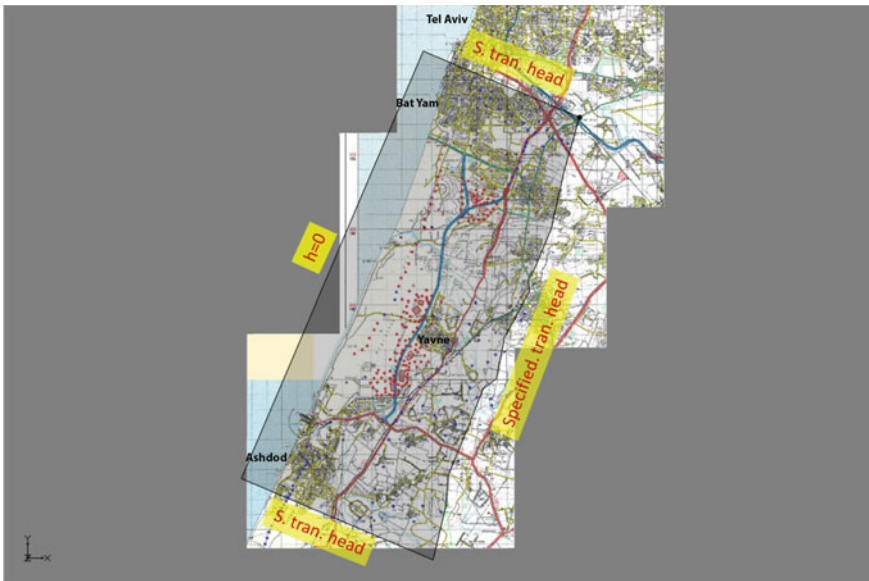 Tel Aviv
S. tran. head
Bat Yam
h=0
Yavne
Specified. tran. head
Ashdod
S. tran. head
Y
Z
X